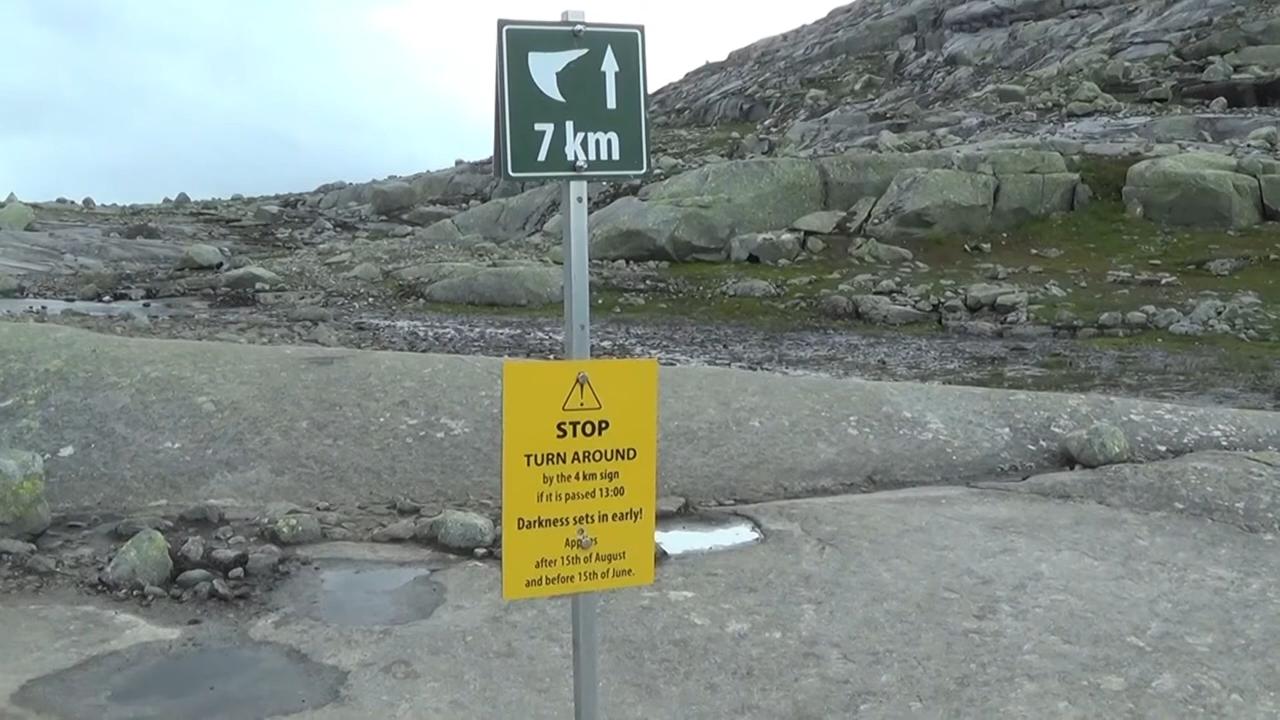 7 km
STOP
TURN AROUND
by the 4 km sign
if it is passed 13:00
Darkness sets in early!
Applies
after 15th of August
and before 15th of June.